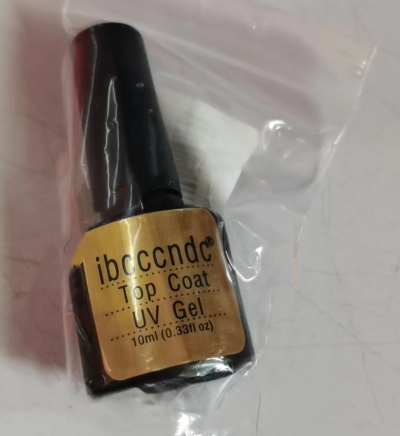 ibcccndc®
Top Coat
UV Gel
10ml (0.33fl oz)